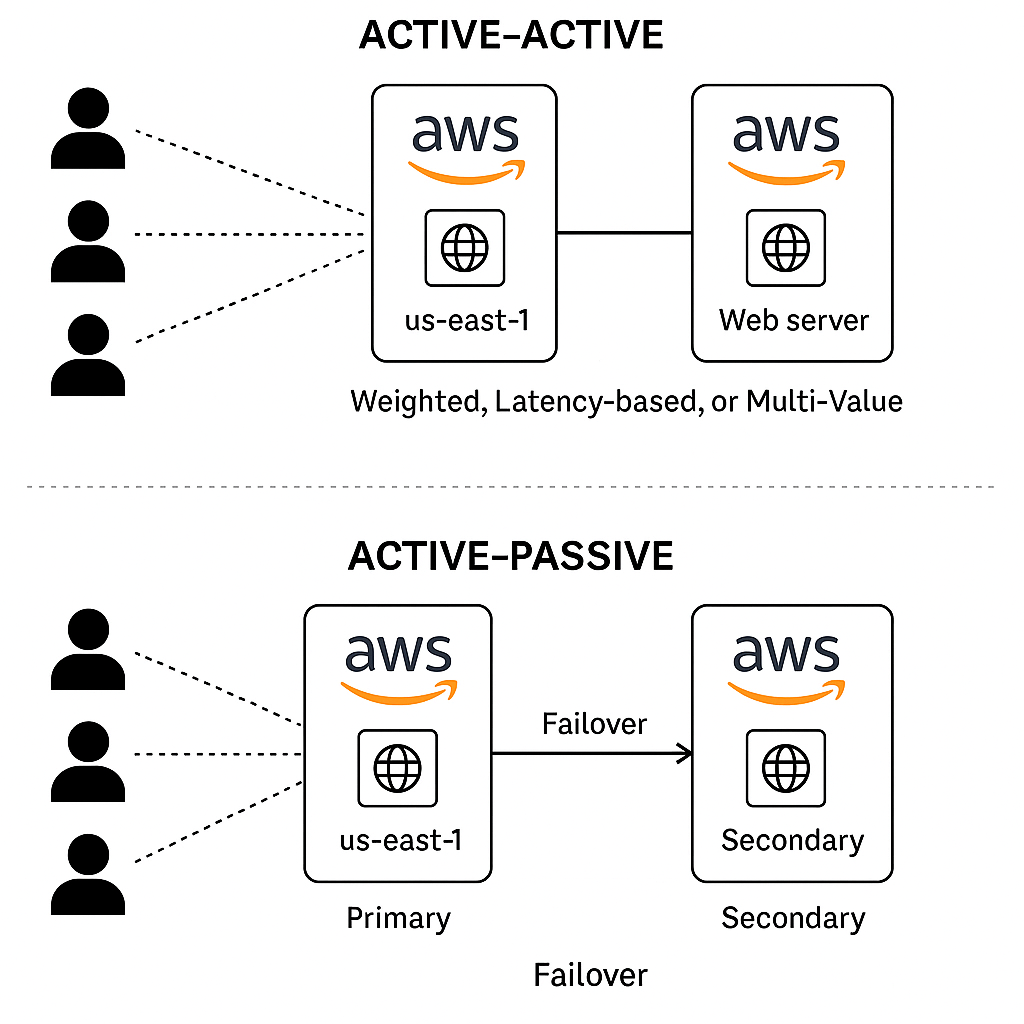 ACTIVE–ACTIVE
aws
aws
us-east-1
Web server
Weighted, Latency-based, or Multi-Value
ACTIVE–PASSIVE
aws
aws
Failover
us-east-1
Secondary
Primary
Secondary
Failover